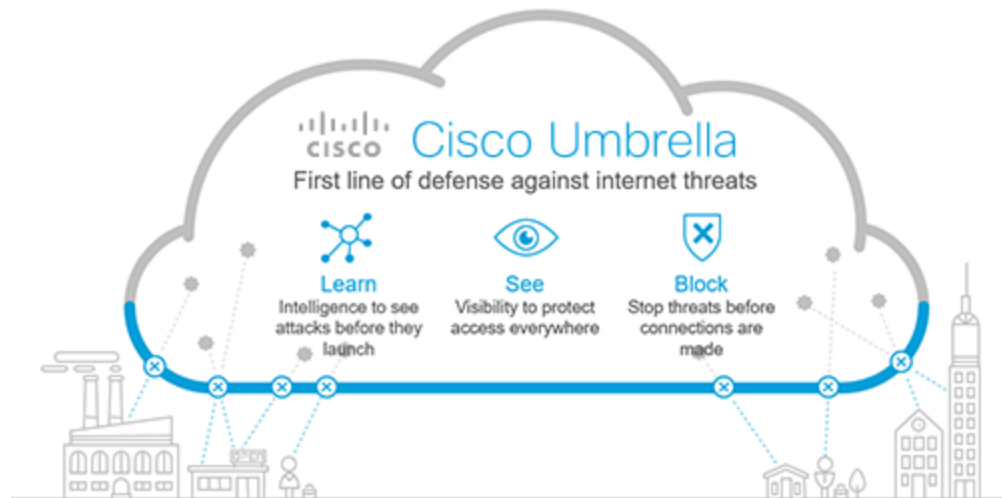 CISCO Cisco Umbrella
First line of defense against internet threats
Learn
Intelligence to see
attacks before they
launch
See
Visibility to protect
access everywhere
Block
Stop threats before
connections are
made